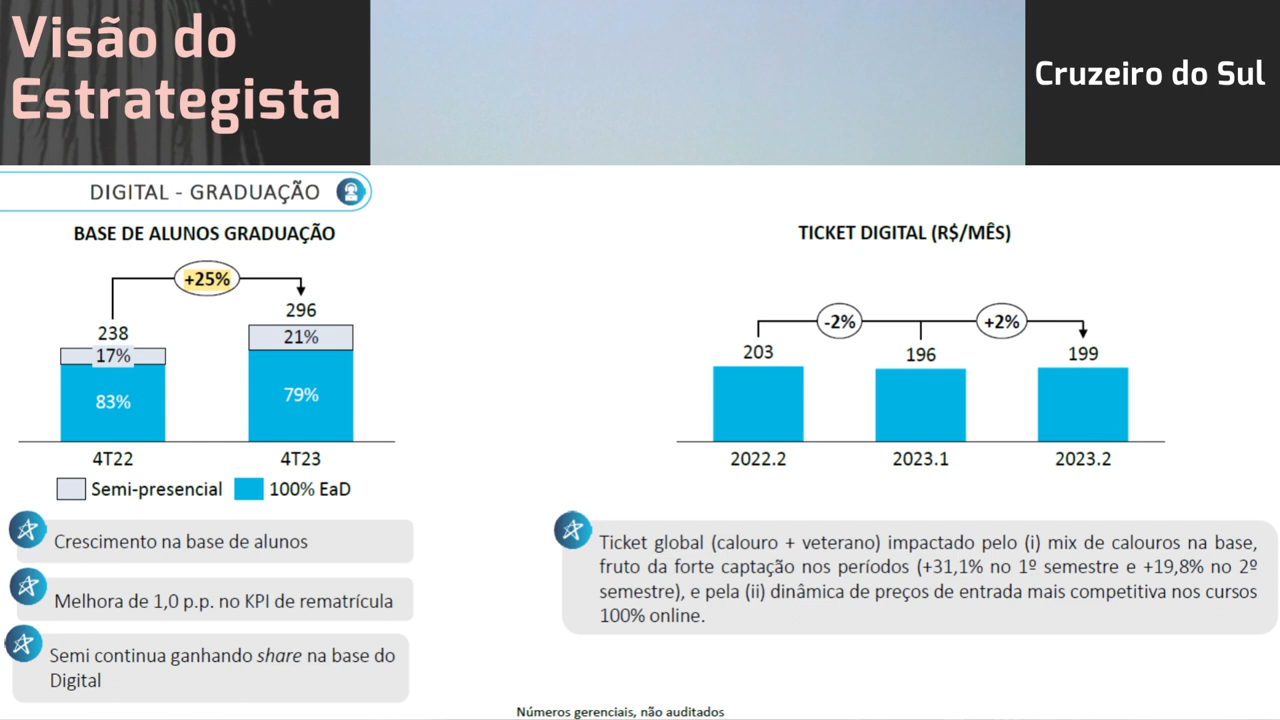 Visão do
Estrategista
Cruzeiro do Sul
DIGITAL - GRADUAÇÃO
BASE DE ALUNOS GRADUAÇÃO
+25%
238
296
17%
21%
83%
79%
4T22
4T23
Semi-presencial
100% EaD
Crescimento na base de alunos
Melhora de 1,0 p.p. no KPI de rematrícula
Semi continua ganhando share na base do
Digital
TICKET DIGITAL (R$/MÊS)
-2%
+2%
203
196
199
2022.2
2023.1
2023.2
Ticket global (calouro + veterano) impactado pelo (i) mix de calouros na base,
fruto da forte captação nos períodos (+31,1% no 1º semestre e +19,8% no 2º
semestre), e pela (ii) dinâmica de preços de entrada mais competitiva nos cursos
100% online.
Números gerenciais, não auditados